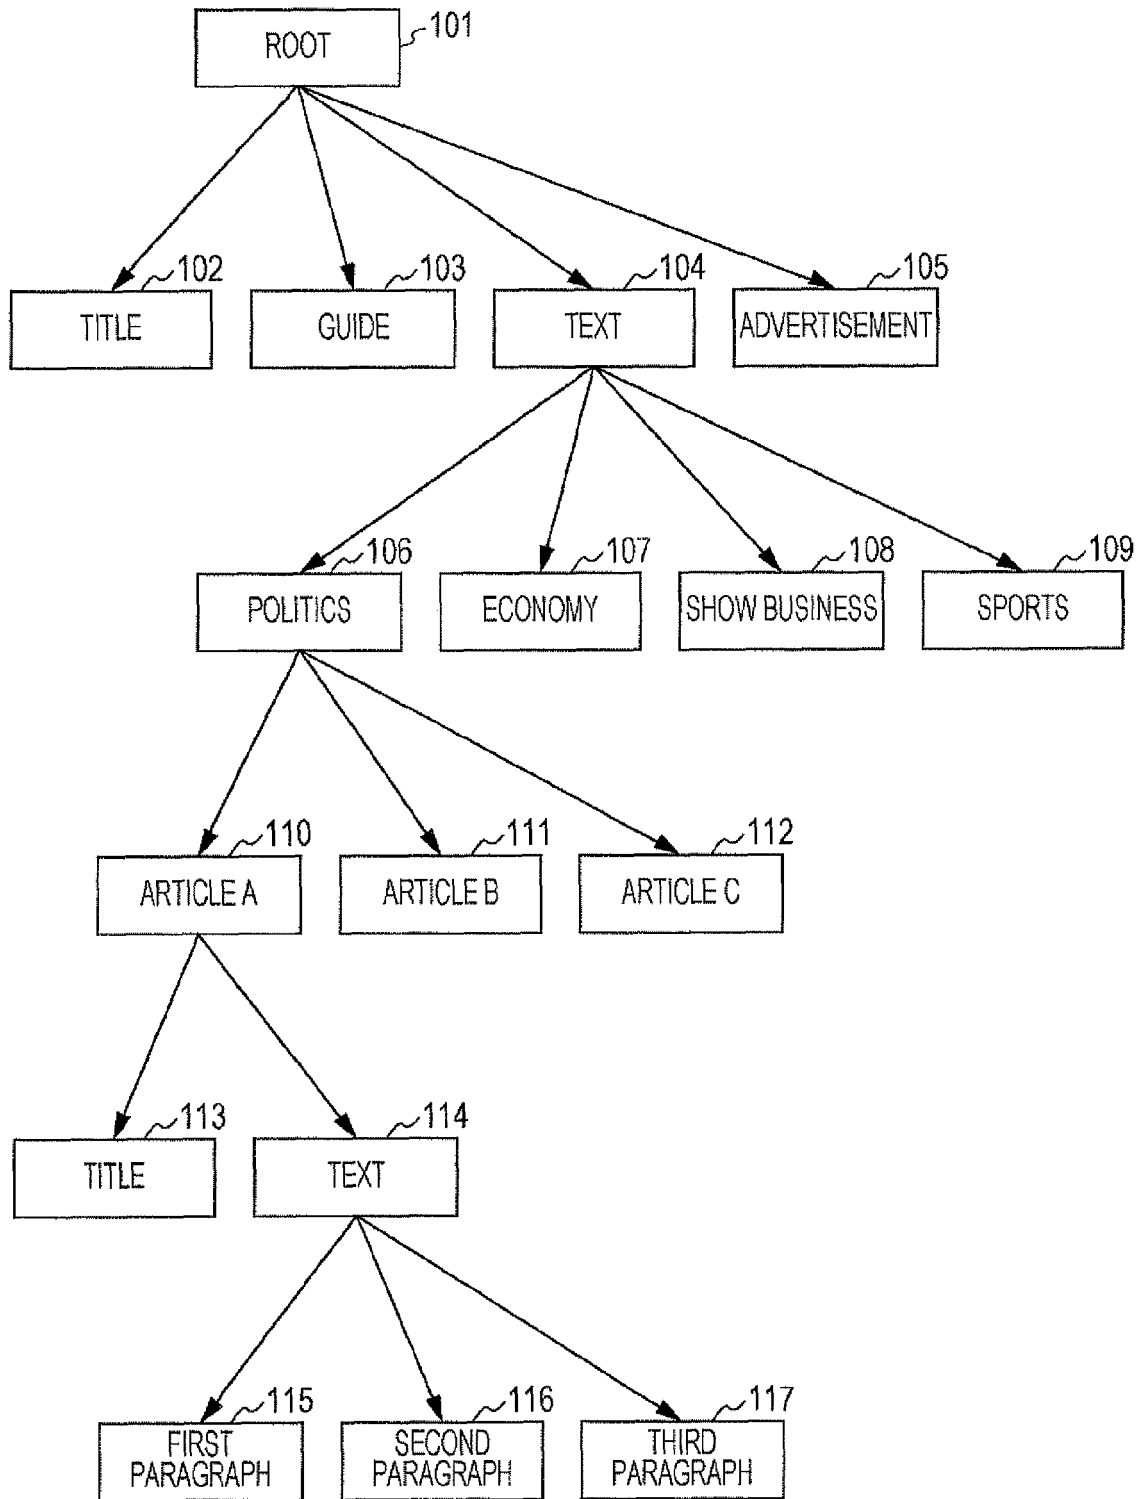 ROOT
101
102
103
104
105
TITLE
GUIDE
TEXT
ADVERTISEMENT
106
107
108
109
POLITICS
ECONOMY
SHOW BUSINESS
SPORTS
110
111
112
ARTICLE A
ARTICLE B
ARTICLE C
113
114
TITLE
TEXT
115
116
117
FIRST
PARAGRAPH
SECOND
PARAGRAPH
THIRD
PARAGRAPH